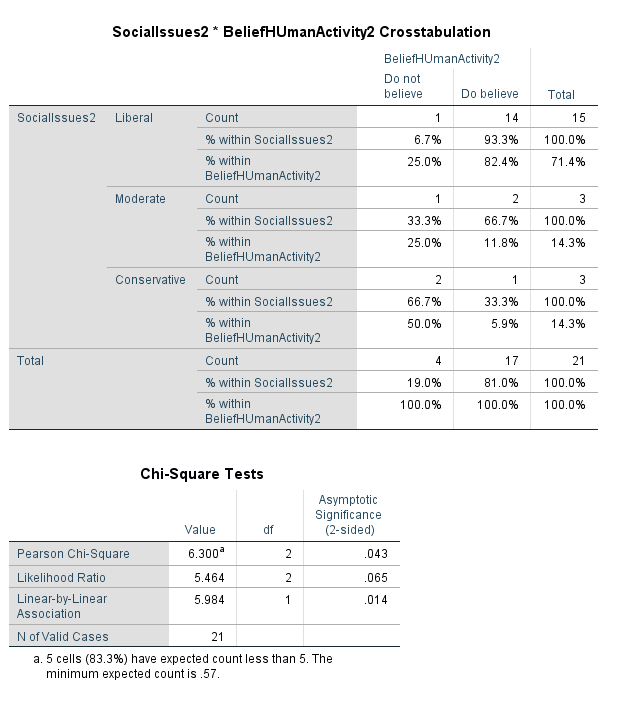 SocialIssues2 * BeliefHUmanActivity2 Crosstabulation
BeliefHUmanActivity2
Do not believe Do believe Total
SocialIssues2 Liberal Count 1 14 15
% within SocialIssues2 6.7% 93.3% 100.0%
% within BeliefHUmanActivity2 25.0% 82.4% 71.4%
Moderate Count 1 2 3
% within SocialIssues2 33.3% 66.7% 100.0%
% within BeliefHUmanActivity2 25.0% 11.8% 14.3%
Conservative Count 2 1 3
% within SocialIssues2 66.7% 33.3% 100.0%
% within BeliefHUmanActivity2 50.0% 5.9% 14.3%
Total Count 4 17 21
% within SocialIssues2 19.0% 81.0% 100.0%
% within BeliefHUmanActivity2 100.0% 100.0% 100.0%
Chi-Square Tests
Value df Asymptotic Significance (2-sided)
Pearson Chi-Square 6.300a 2 .043
Likelihood Ratio 5.464 2 .065
Linear-by-Linear Association 5.984 1 .014
N of Valid Cases 21
a. 5 cells (83.3%) have expected count less than 5. The
minimum expected count is .57.